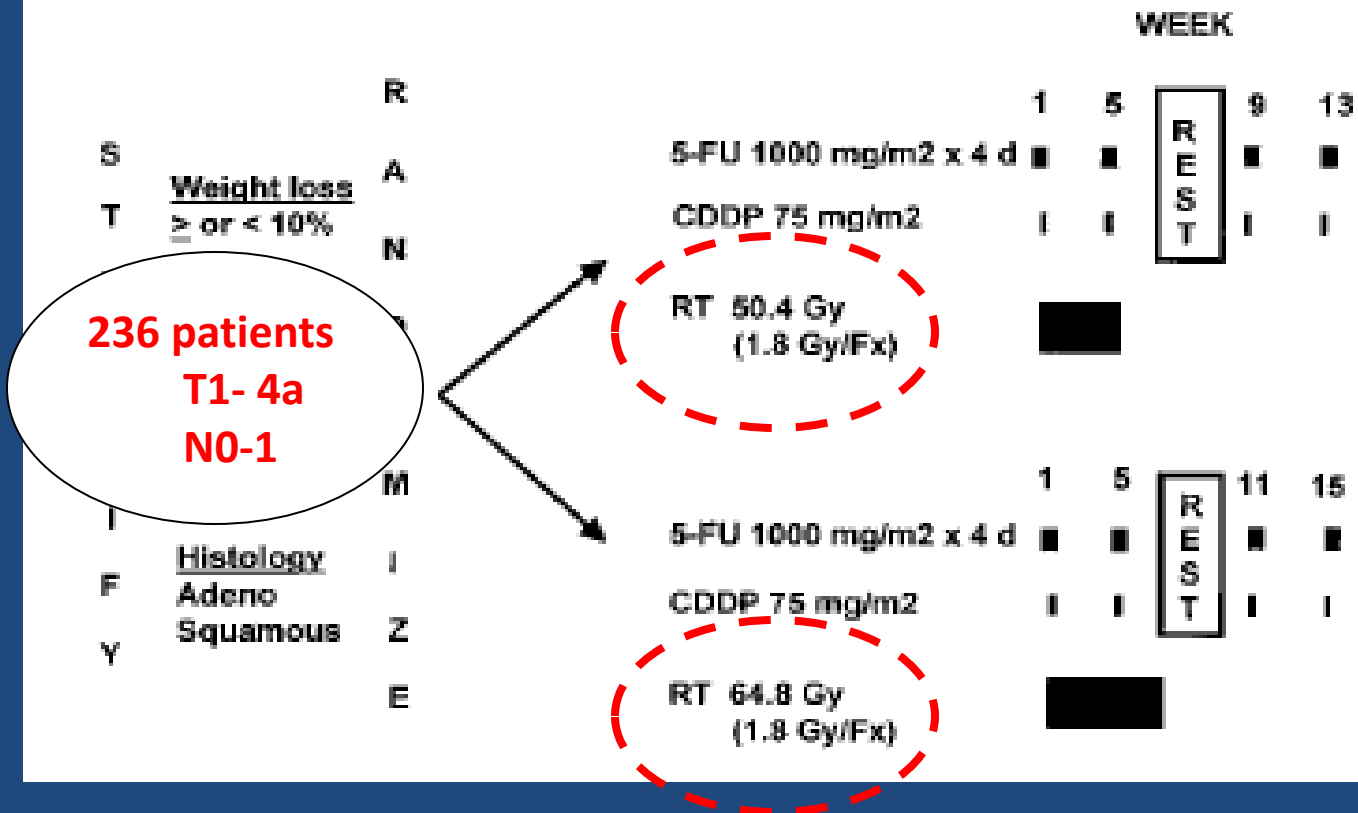 WEEK
S
T
I
F
Y
Weight loss
≥ or < 10%
236 patients
T1- 4a
N0-1
Histology
Adeno
Squamous
R
A
N
M
I
Z
E
1 5 9 13
5-FU 1000 mg/m2 x 4 d
CDDP 75 mg/m2
REST
RT 50.4 Gy
(1.8 Gy/Fx)
1 5 11 15
5-FU 1000 mg/m2 x 4 d
CDDP 75 mg/m2
REST
RT 64.8 Gy
(1.8 Gy/Fx)